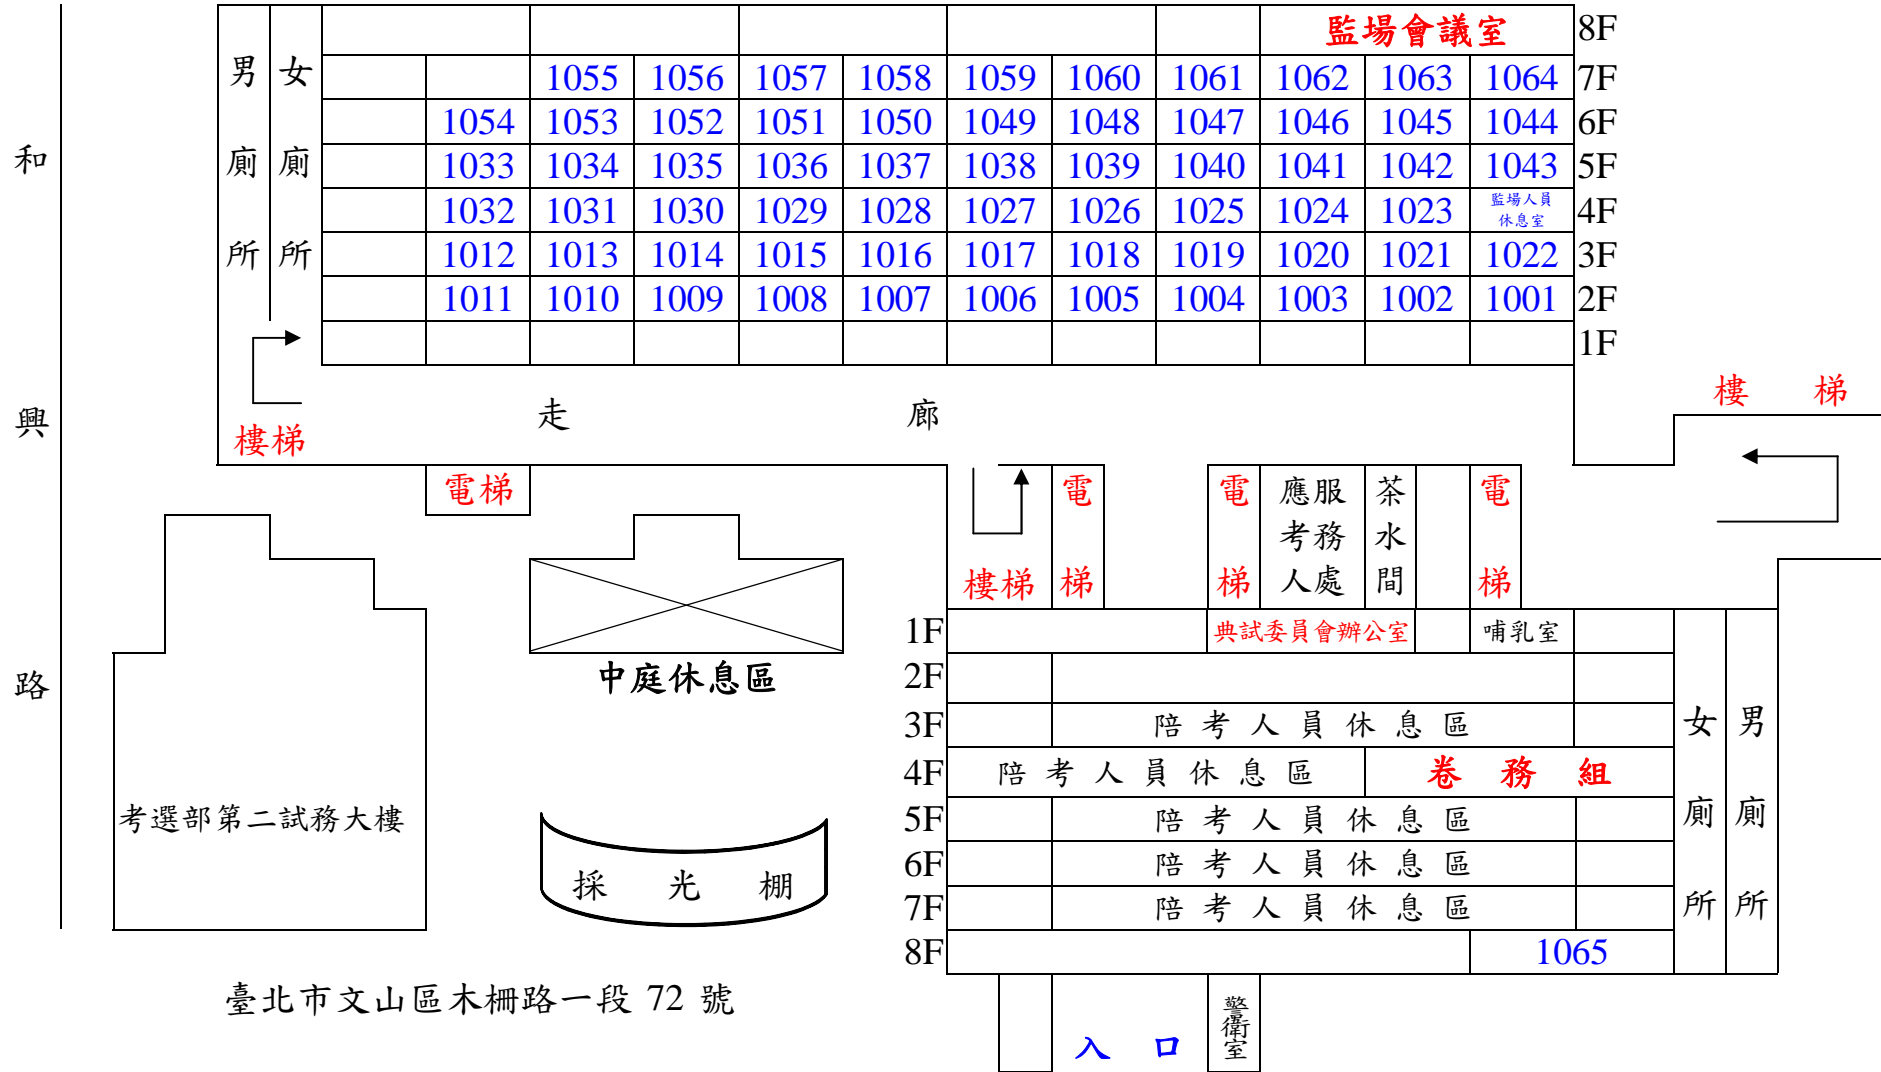 和興路
男廁所
女廁所
監場會議室 8F
1055 1056 1057 1058 1059 1060 1061 1062 1063 1064 7F
1054 1053 1052 1051 1050 1049 1048 1047 1046 1045 1044 6F
1033 1034 1035 1036 1037 1038 1039 1040 1041 1042 1043 5F
1032 1031 1030 1029 1028 1027 1026 1025 1024 1023 監場人員休息室 4F
1012 1013 1014 1015 1016 1017 1018 1019 1020 1021 1022 3F
1011 1010 1009 1008 1007 1006 1005 1004 1003 1002 1001 2F
1F
走廊
樓梯
樓梯
電梯
樓梯
電梯
電梯
應考人
服務處
茶水間
電梯
1F 典試委員會辦公室 哺乳室
2F
3F 陪考人員休息區
4F 陪考人員休息區 卷務組
5F 陪考人員休息區
6F 陪考人員休息區
7F 陪考人員休息區
8F 1065
女廁所
男廁所
中庭休息區
考選部第二試務大樓
採光棚
臺北市文山區木柵路一段 72 號
入口
警衛室